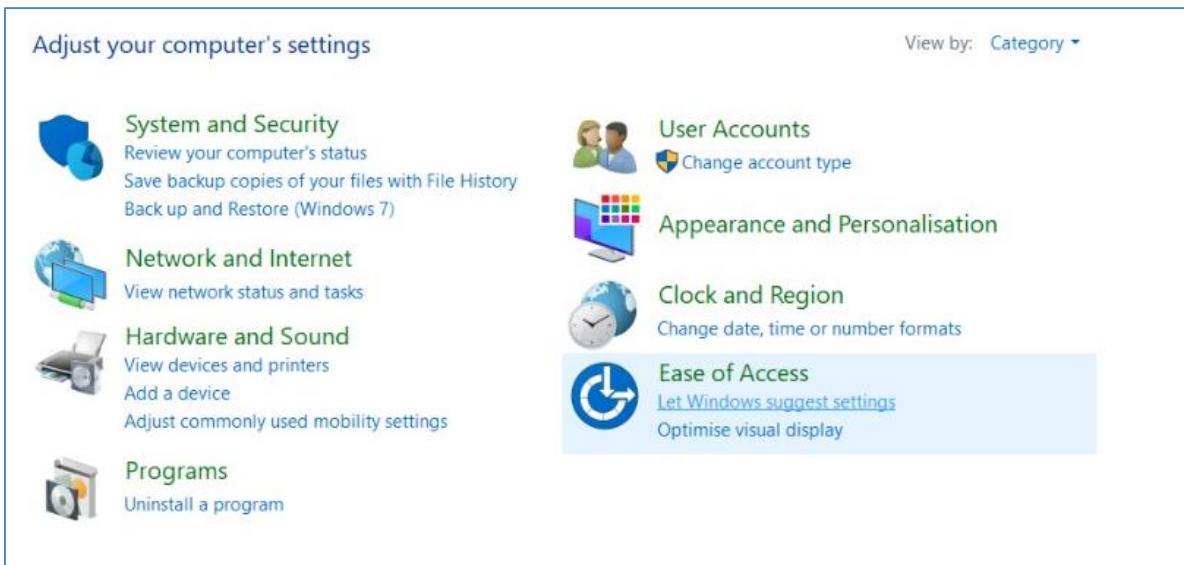 Adjust your computer's settings
View by: Category
System and Security
Review your computer's status
Save backup copies of your files with File History
Back up and Restore (Windows 7)
Network and Internet
View network status and tasks
Hardware and Sound
View devices and printers
Add a device
Adjust commonly used mobility settings
Programs
Uninstall a program
User Accounts
Change account type
Appearance and Personalisation
Clock and Region
Change date, time or number formats
Ease of Access
Let Windows suggest settings
Optimise visual display